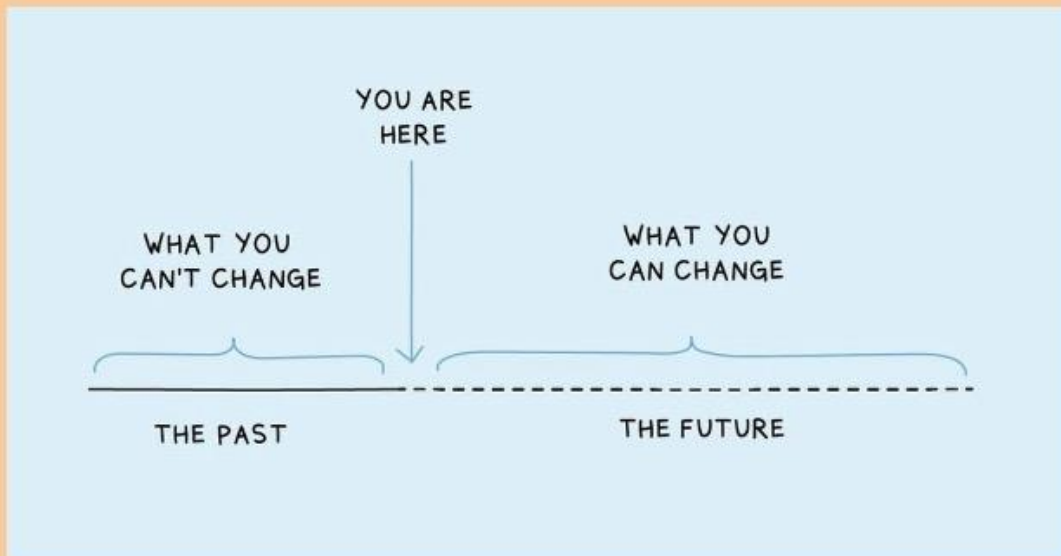 YOU ARE
HERE
WHAT YOU
CAN'T CHANGE
WHAT YOU
CAN CHANGE
THE PAST
THE FUTURE